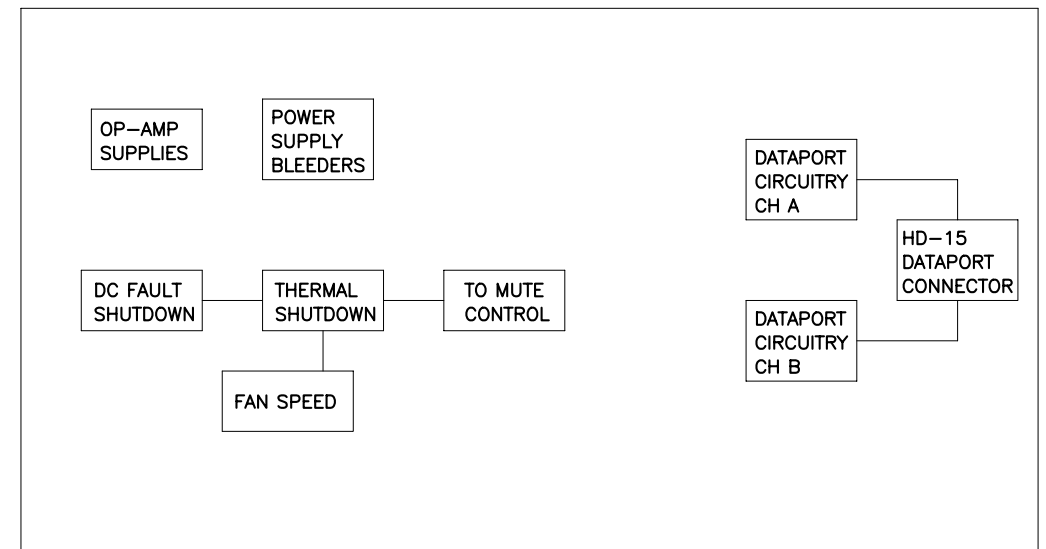 OP-AMP
SUPPLIES
POWER
SUPPLY
BLEEDERS
DATAPORT
CIRCUITRY
CH A
HD-15
DATAPORT
CONNECTOR
DC FAULT
SHUTDOWN
THERMAL
SHUTDOWN
TO MUTE
CONTROL
DATAPORT
CIRCUITRY
CH B
FAN SPEED